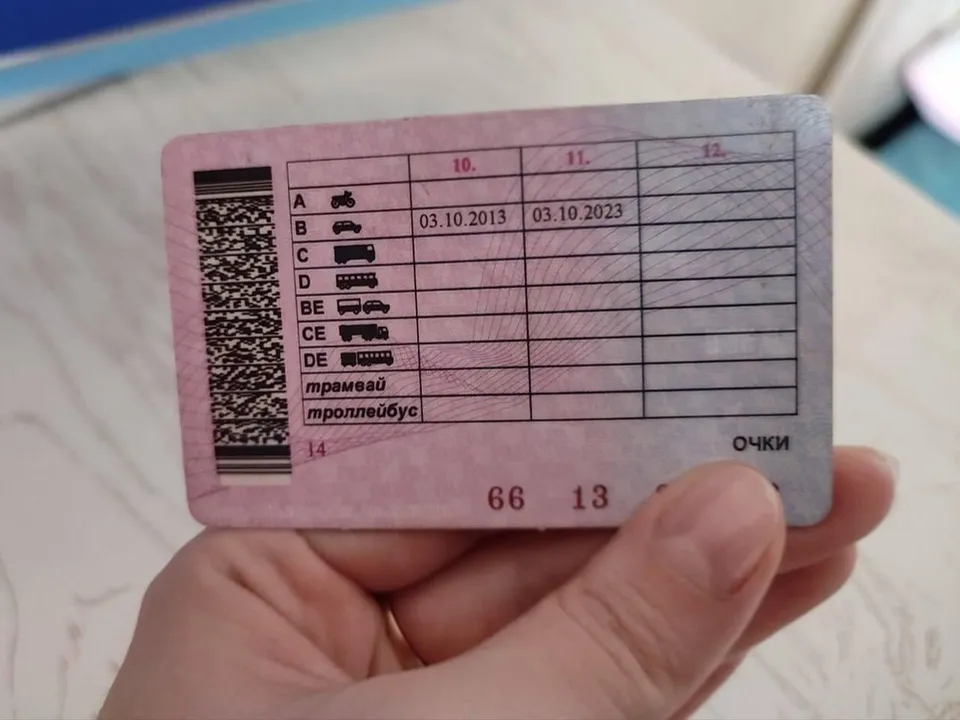 10. 11. 12.
A
B 03.10.2013 03.10.2023
C
D
BE
CE
DE
трамвай
троллейбус
14
ОЧКИ
66 13